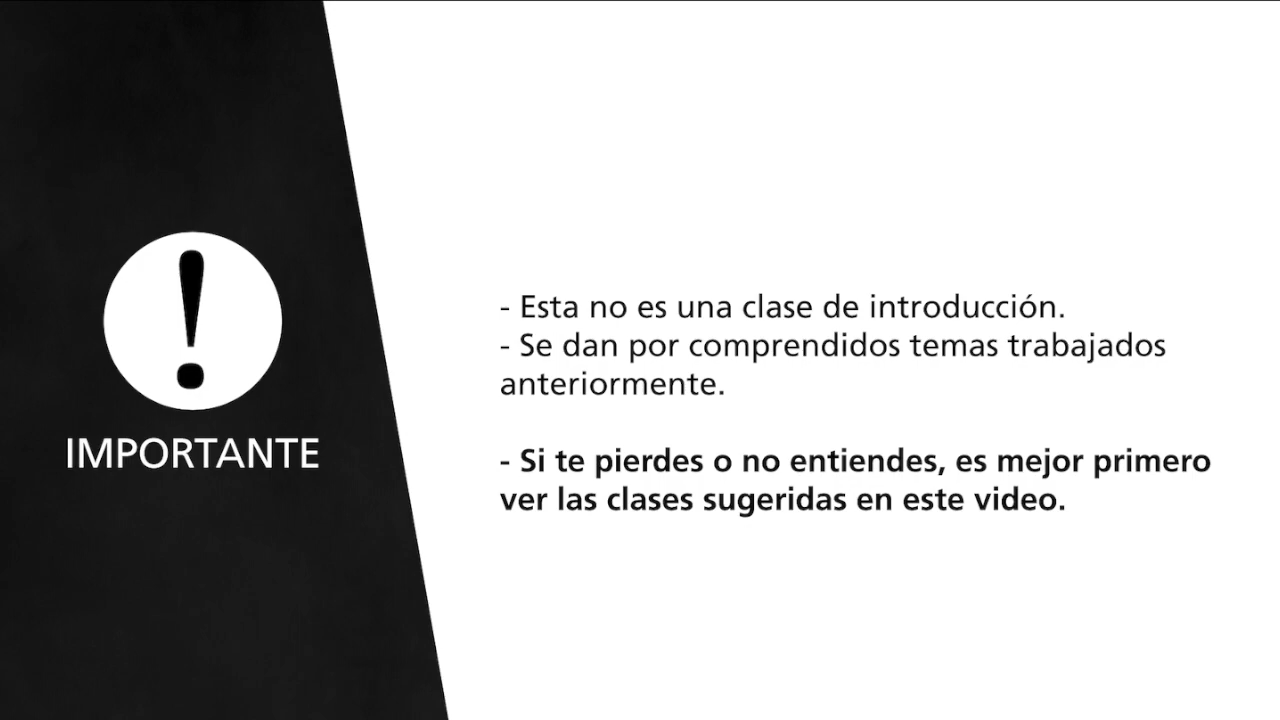 !
IMPORTANTE
- Esta no es una clase de introducción.
- Se dan por comprendidos temas trabajados
anteriormente.
- Si te pierdes o no entiendes, es mejor primero
ver las clases sugeridas en este video.